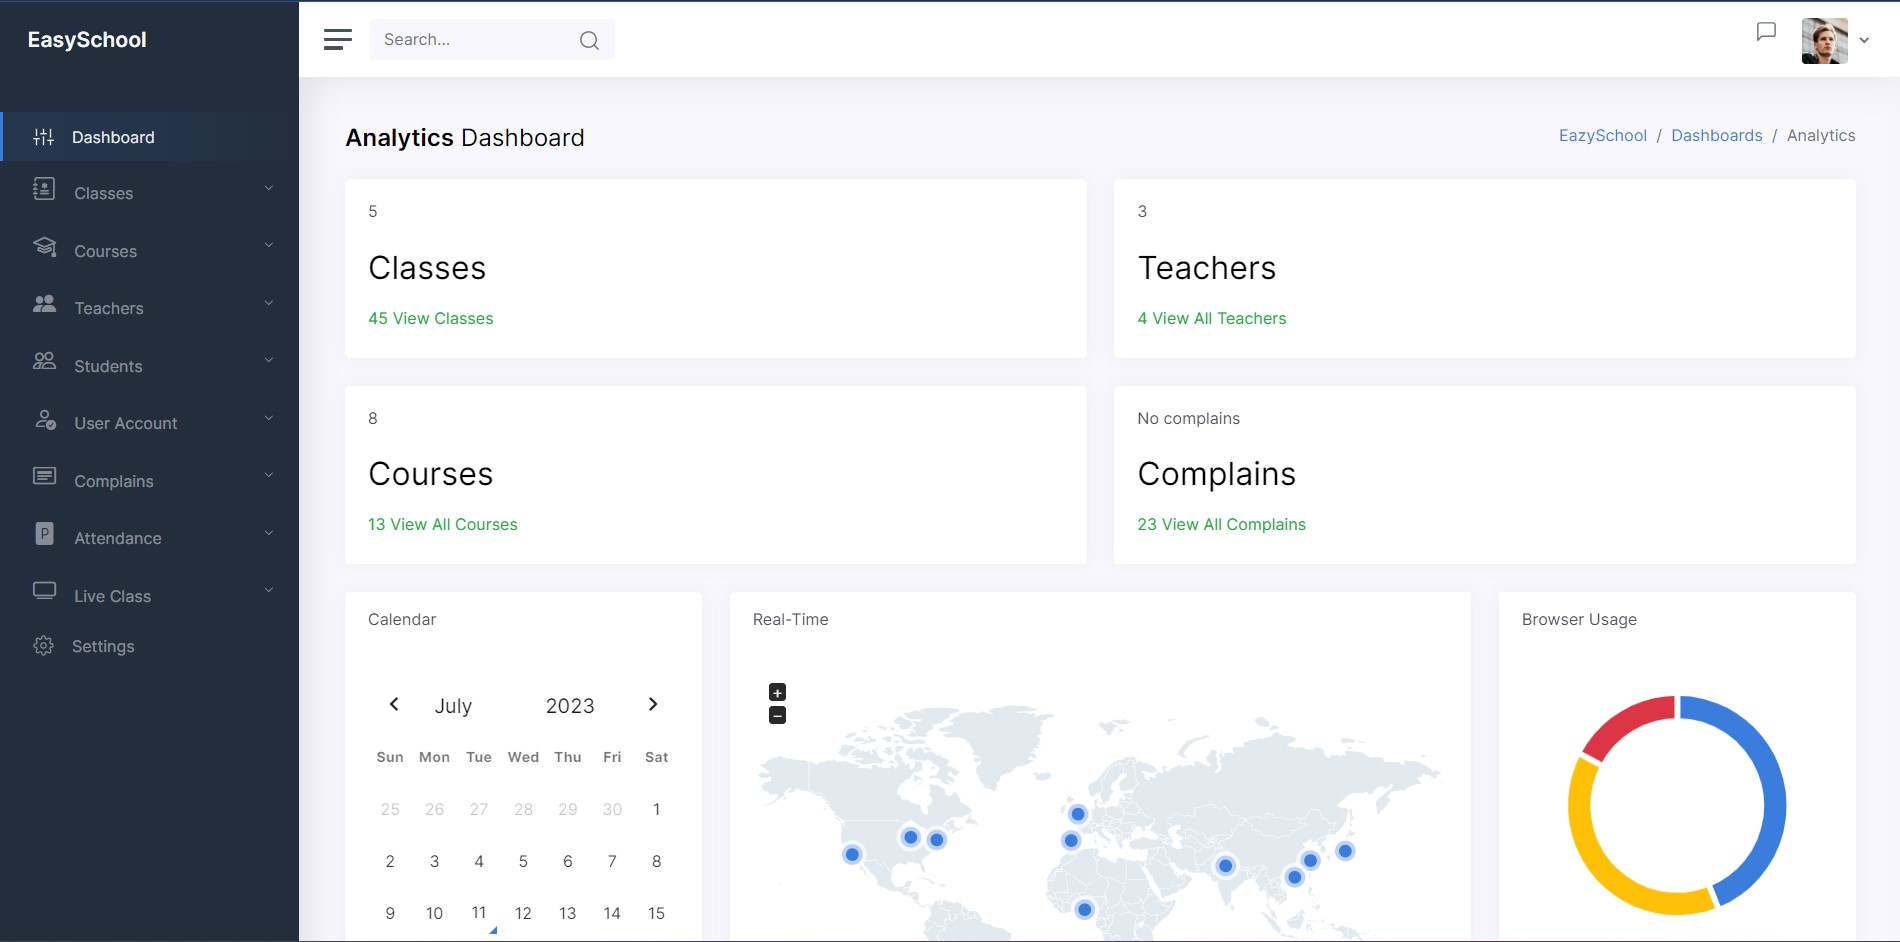 EasySchool
Search...
Dashboard
Classes
Courses
Teachers
Students
User Account
Complains
P
Attendance
Live Class
Settings
Analytics Dashboard
EazySchool / Dashboards / Analytics
5
Classes
45 View Classes
3
Teachers
4 View All Teachers
8
Courses
13 View All Courses
No complains
Complains
23 View All Complains
Calendar
July 2023
Sun Mon Tue Wed Thu Fri Sat
25 26 27 28 29 30 1
2 3 4 5 6 7 8
9 10 11 12 13 14 15
Real-Time
+
−
Browser Usage